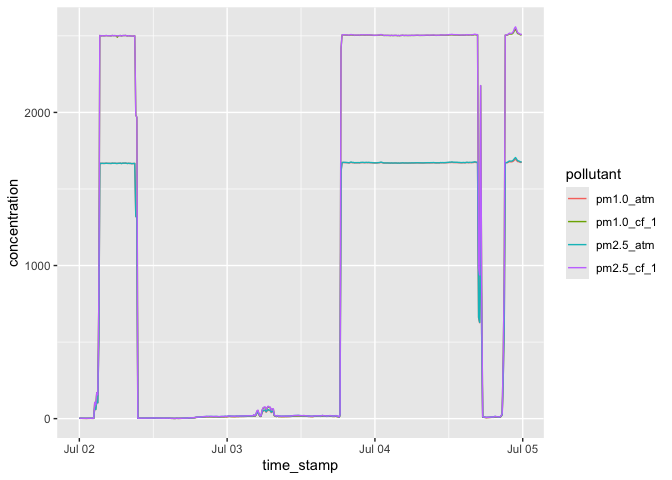 2000
1000
0
concentration
Jul 02
Jul 03
Jul 04
Jul 05
time_stamp
pollutant
pm1.0_atm
pm1.0_cf_1
pm2.5_atm
pm2.5_cf_1